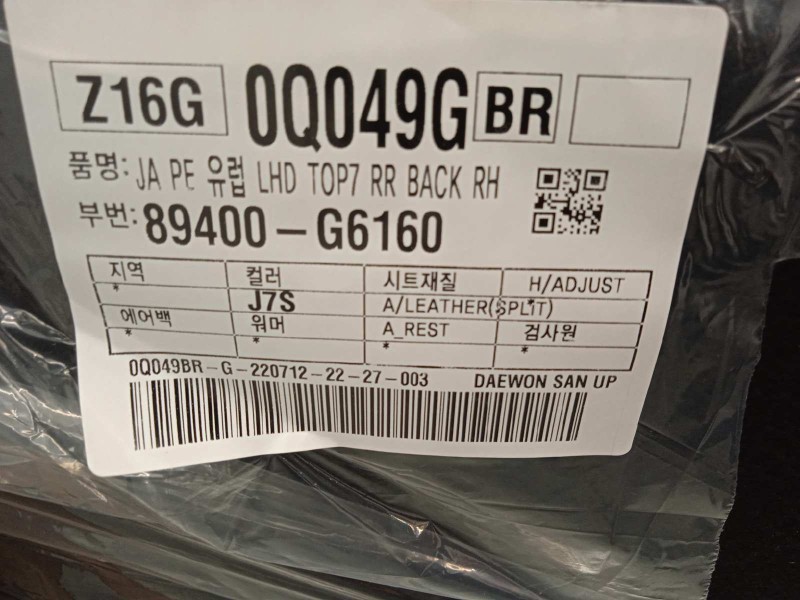 Z16G 0Q049G BR
품명: JA PE 유럽 LHD TOP7 RR BACK RH
부번: 89400-G6160
지역 컬러 시트재질 H/ADJUST
* J7S A/LEATHER(SPLIT) *
에어백 워머 A_REST 검사원
* * * *
0Q049BR-G-220712-22-27-003 DAEWON SAN UP